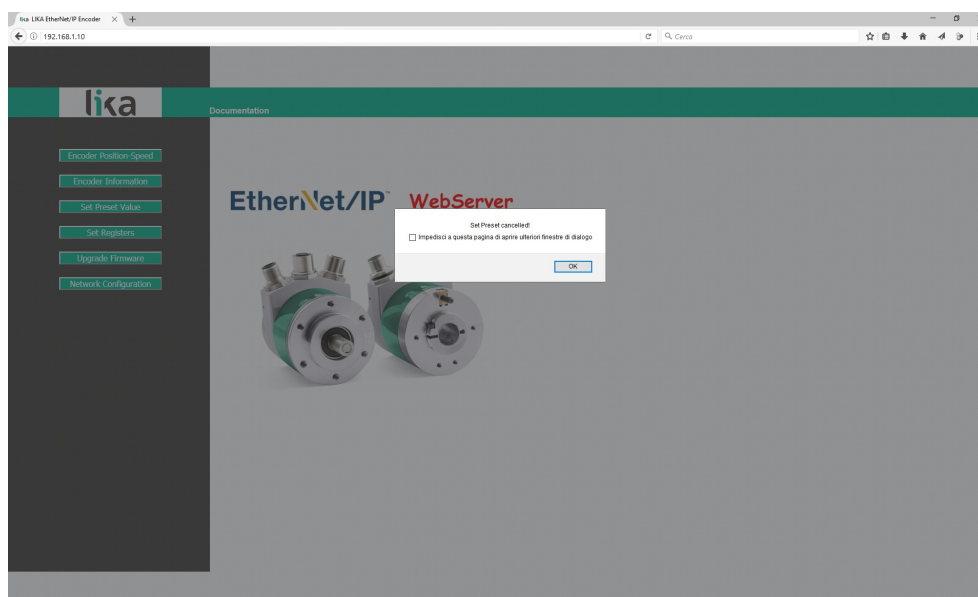 lika LIKA EtherNet/IP Encoder
192.168.1.10
Cerca
lika
Documentation
Encoder Position-Speed
Encoder Information
Set Preset Value
Set Registers
Upgrade Firmware
Network Configuration
EtherNet/IP™ WebServer
Set Preset cancelled!
Impedisci a questa pagina di aprire ulteriori finestre di dialogo
OK